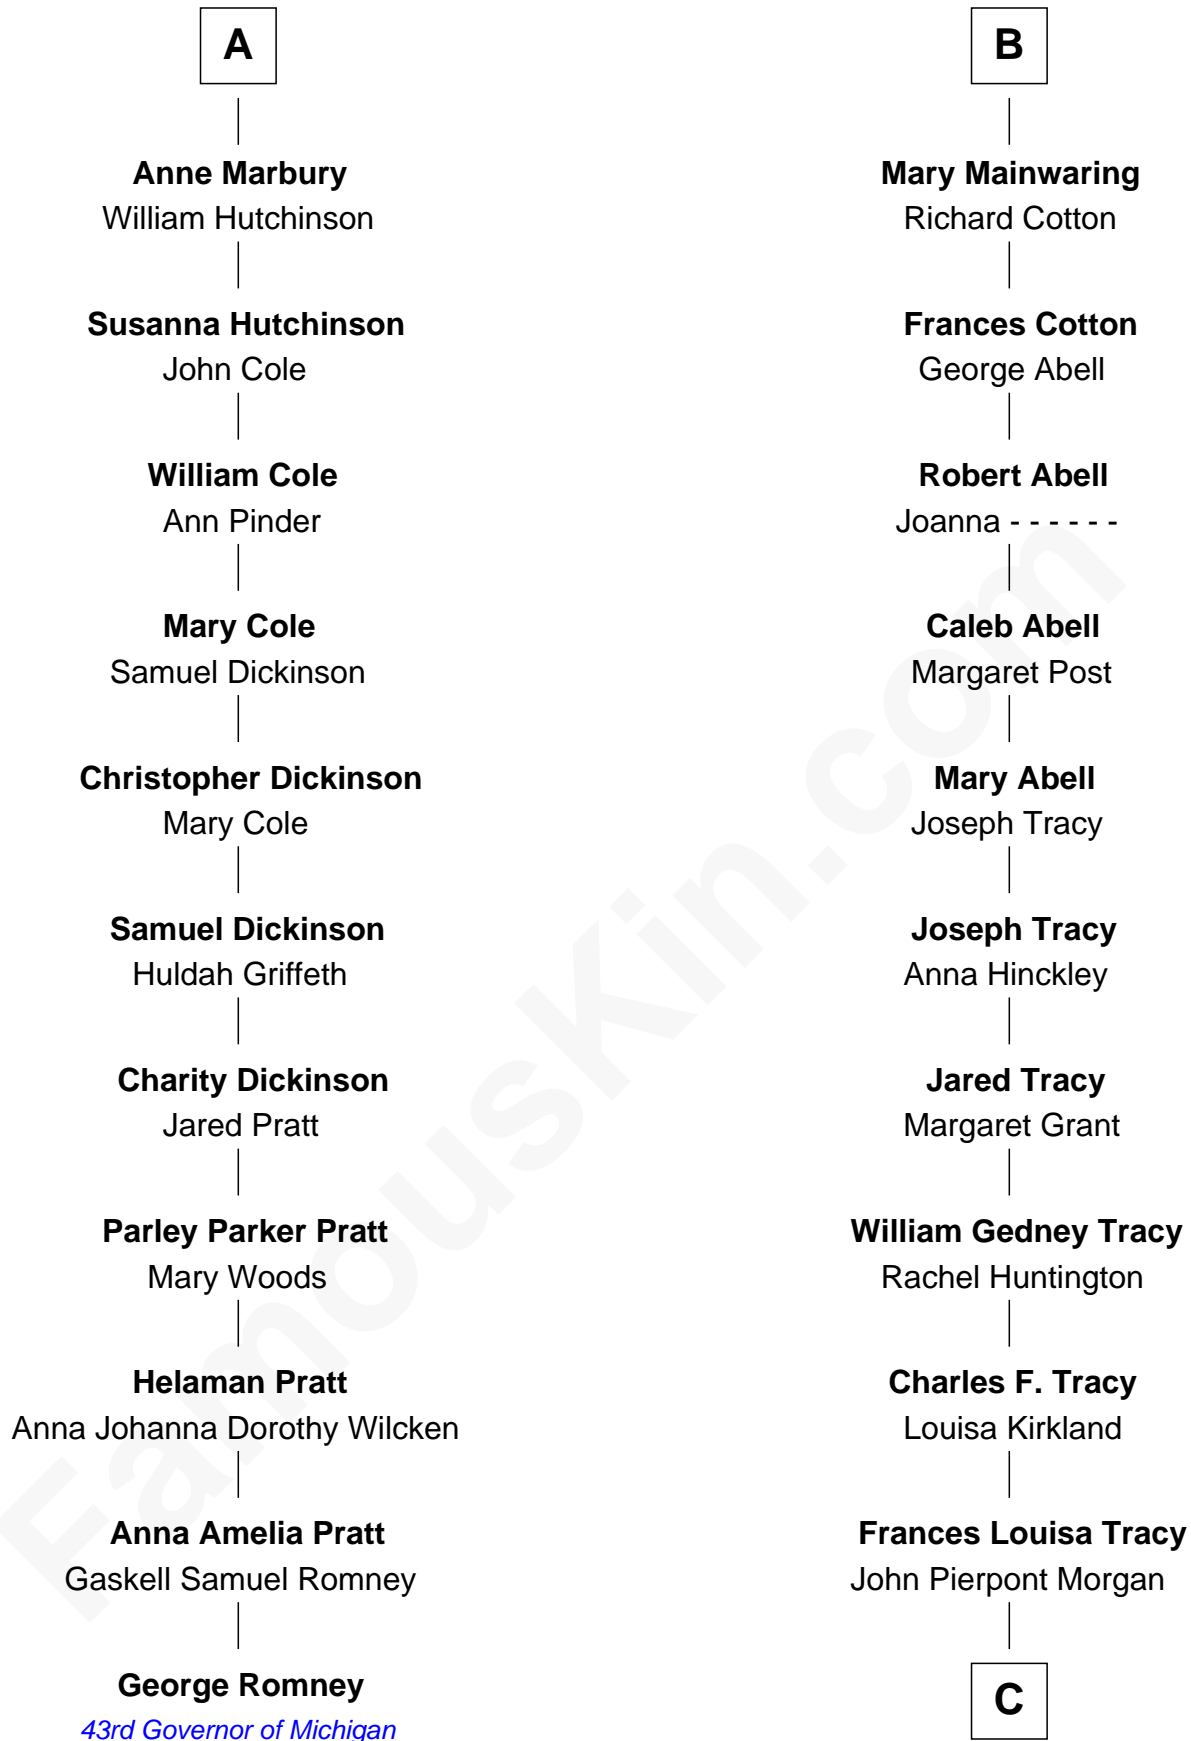 A
Anne Marbury
William Hutchinson
Susanna Hutchinson
John Cole
William Cole
Ann Pinder
Mary Cole
Samuel Dickinson
Christopher Dickinson
Mary Cole
Samuel Dickinson
Huldah Griffeth
Charity Dickinson
Jared Pratt
Parley Parker Pratt
Mary Woods
Helaman Pratt
Anna Johanna Dorothy Wilcken
Anna Amelia Pratt
Gaskell Samuel Romney
George Romney
43rd Governor of Michigan
B
Mary Mainwaring
Richard Cotton
Frances Cotton
George Abell
Robert Abell
Joanna - - - - - -
Caleb Abell
Margaret Post
Mary Abell
Joseph Tracy
Joseph Tracy
Anna Hinckley
Jared Tracy
Margaret Grant
William Gedney Tracy
Rachel Huntington
Charles F. Tracy
Louisa Kirkland
Frances Louisa Tracy
John Pierpont Morgan
C
FamousKin.com